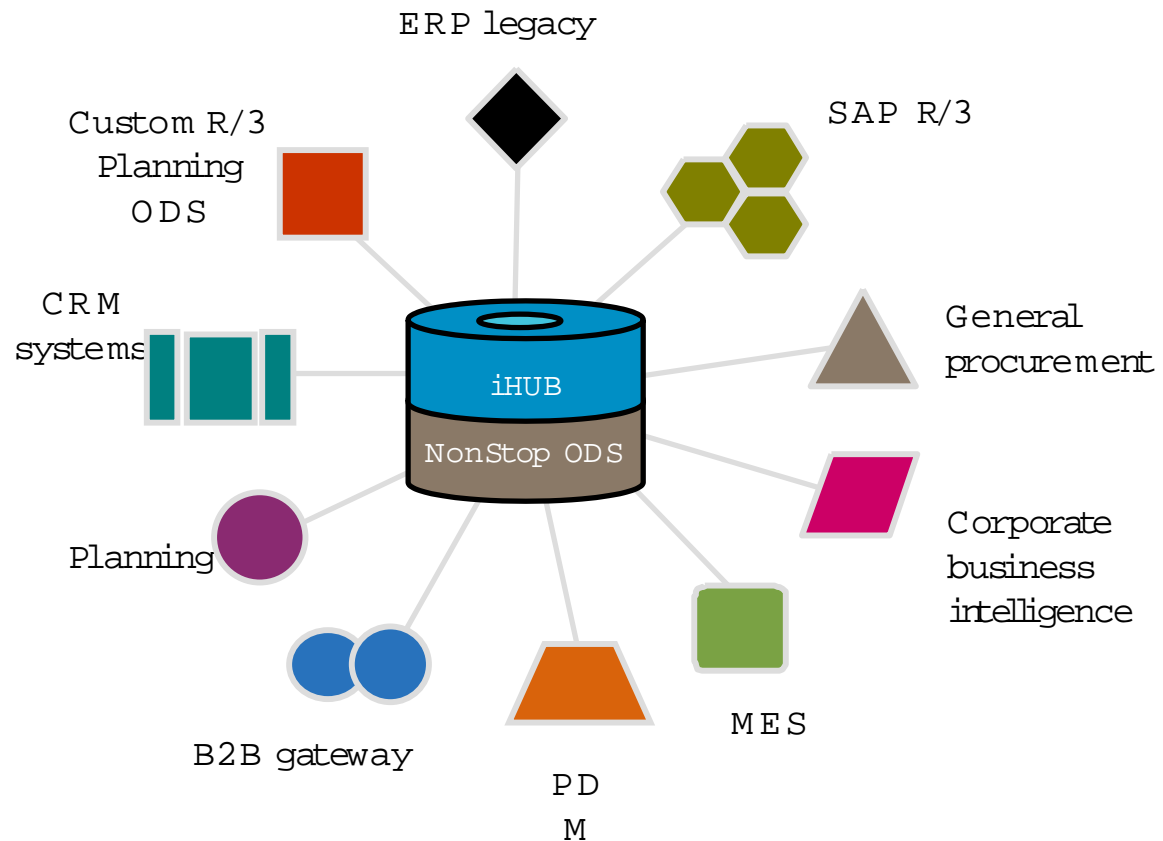 ERP legacy
SAP R/3
Custom R/3
Planning
ODS
CRM
systems
General
procurement
iHUB
NonStop ODS
Corporate
business
intelligence
Planning
MES
B2B gateway
PD
M